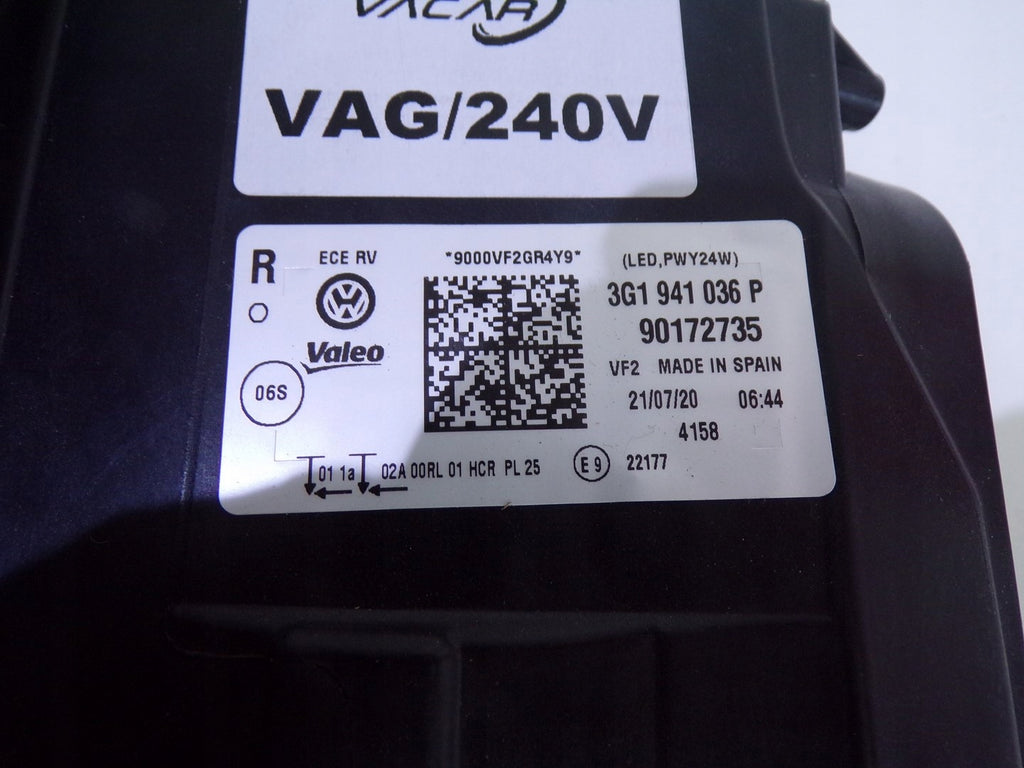 VACAR
VAG/240V
R
ECE RV
*9000VF2GR4Y9*
(LED,PWY24W)
3G1 941 036 P
Valeo
90172735
VF2 MADE IN SPAIN
06S
21/07/20 06:44
4158
01 1a 02A 00RL 01 HCR PL 25
E9 22177